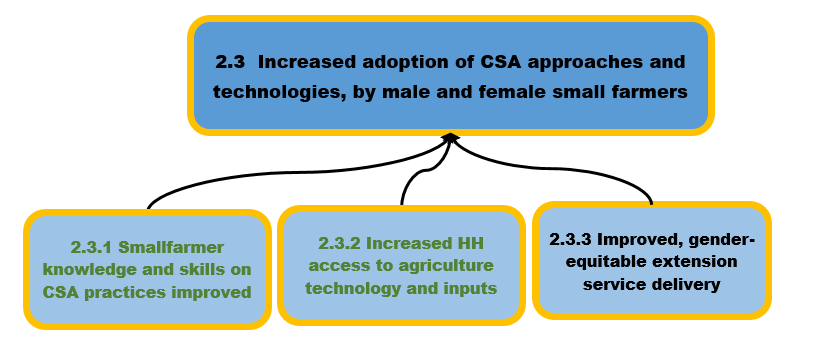 2.3  Increased adoption of CSA approaches and
technologies, by male and female small farmers
2.3.1 Smallfarmer
knowledge and skills on
CSA practices improved
2.3.2 Increased HH
access to agriculture
technology and inputs
2.3.3 Improved, gender-
equitable extension
service delivery